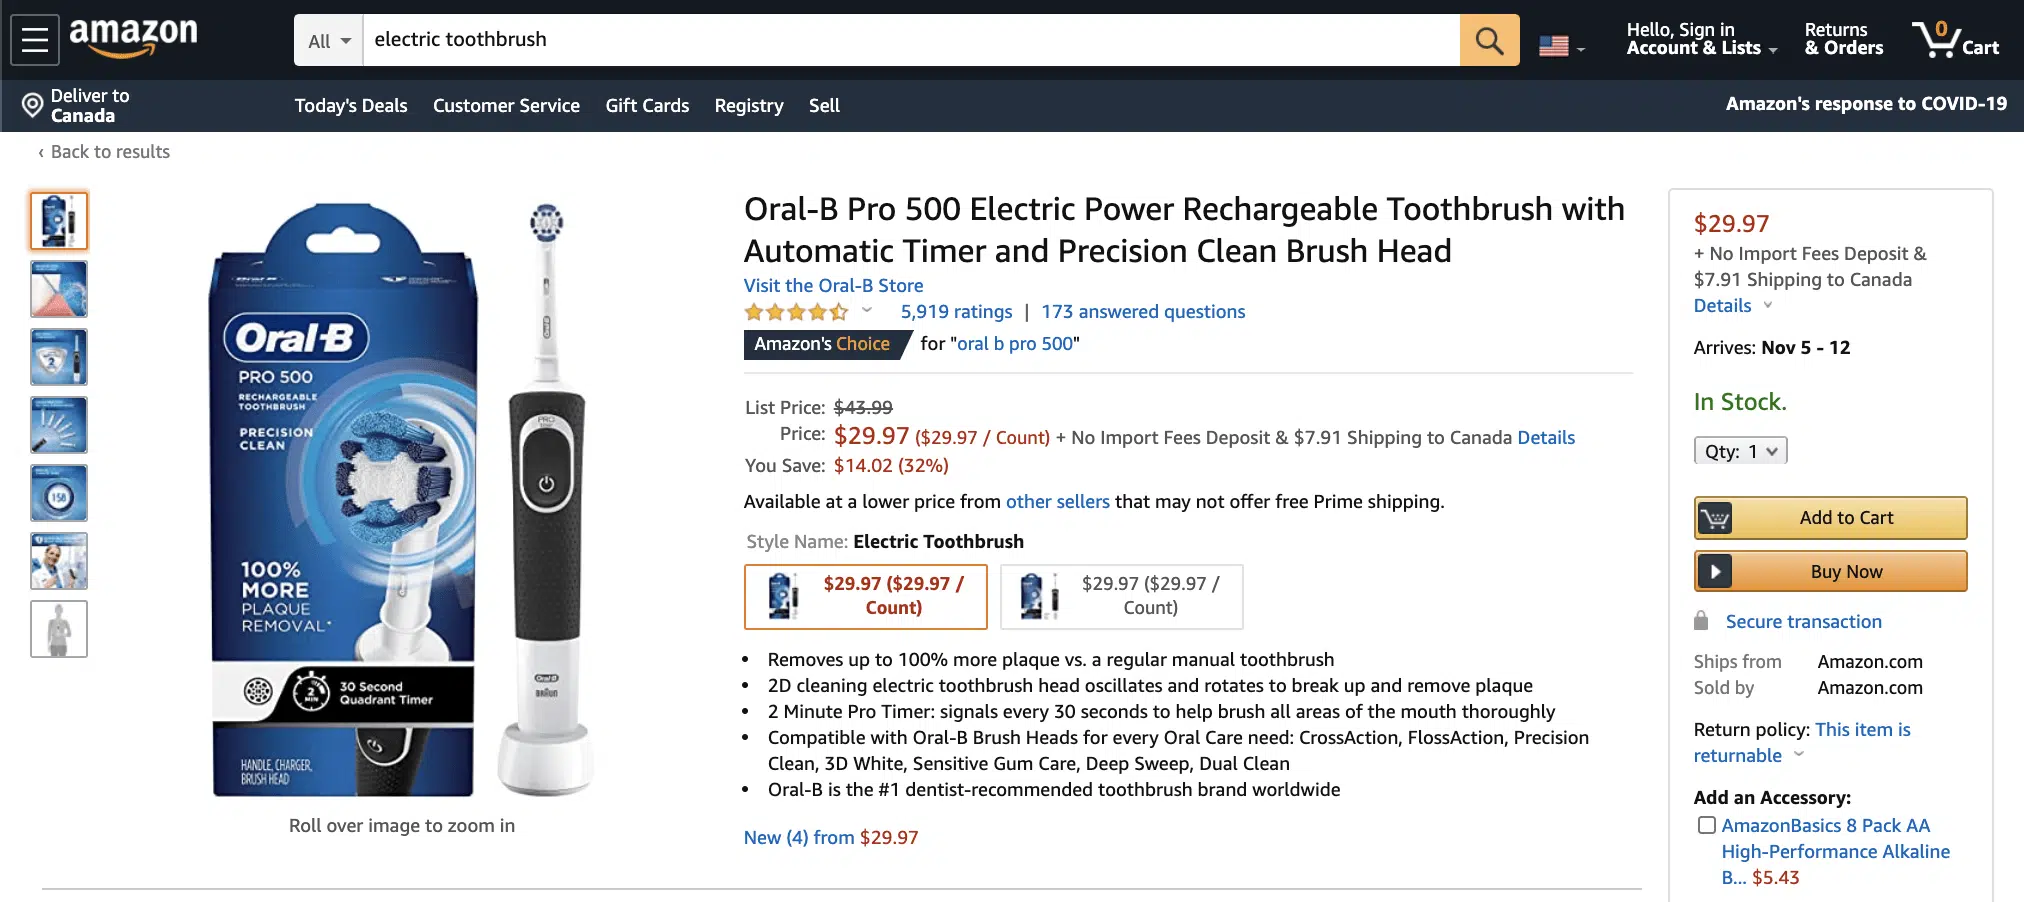 amazon
All
electric toothbrush
Hello, Sign in
Account & Lists
Returns
& Orders
0
Cart
Deliver to
Canada
Today's Deals
Customer Service
Gift Cards
Registry
Sell
Amazon's response to COVID-19
‹ Back to results
Oral-B
PRO 500
RECHARGEABLE
TOOTHBRUSH
PRECISION
CLEAN
100%
MORE
PLAQUE
REMOVAL*
2
MIN
30 Second
Quadrant Timer
HANDLE, CHARGER,
BRUSH HEAD
PRO
Oral-B
BRAUN
2
158
Roll over image to zoom in
Oral-B Pro 500 Electric Power Rechargeable Toothbrush with
Automatic Timer and Precision Clean Brush Head
Visit the Oral-B Store
5,919 ratings | 173 answered questions
Amazon's Choice for "oral b pro 500"
List Price: $43.99
Price: $29.97 ($29.97 / Count) + No Import Fees Deposit & $7.91 Shipping to Canada Details
You Save: $14.02 (32%)
Available at a lower price from other sellers that may not offer free Prime shipping.
Style Name: Electric Toothbrush
$29.97 ($29.97 /
Count)
$29.97 ($29.97 /
Count)
• Removes up to 100% more plaque vs. a regular manual toothbrush
• 2D cleaning electric toothbrush head oscillates and rotates to break up and remove plaque
• 2 Minute Pro Timer: signals every 30 seconds to help brush all areas of the mouth thoroughly
• Compatible with Oral-B Brush Heads for every Oral Care need: CrossAction, FlossAction, Precision
Clean, 3D White, Sensitive Gum Care, Deep Sweep, Dual Clean
• Oral-B is the #1 dentist-recommended toothbrush brand worldwide
New (4) from $29.97
$29.97
+ No Import Fees Deposit &
$7.91 Shipping to Canada
Details
Arrives: Nov 5 - 12
In Stock.
Qty: 1
Add to Cart
Buy Now
Secure transaction
Ships from Amazon.com
Sold by Amazon.com
Return policy: This item is
returnable
Add an Accessory:
AmazonBasics 8 Pack AA
High-Performance Alkaline
B... $5.43